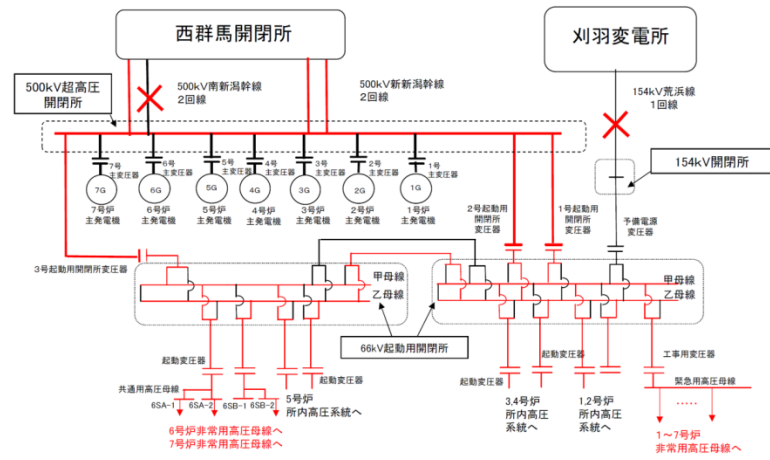 西群馬開閉所
刈羽変電所
500kV超高圧
開閉所
500kV南新潟幹線
2回線
500kV新新潟幹線
2回線
154kV荒浜線
1回線
154kV開閉所
7号
主変圧器
6号
主変圧器
5号
主変圧器
4号
主変圧器
3号
主変圧器
2号
主変圧器
1号
主変圧器
7G
6G
5G
4G
3G
2G
1G
7号炉
主発電機
6号炉
主発電機
5号炉
主発電機
4号炉
主発電機
3号炉
主発電機
2号炉
主発電機
1号炉
主発電機
2号起動用
開閉所
変圧器
1号起動用
開閉所
変圧器
予備電源
変圧器
3号起動用開閉所変圧器
甲母線
乙母線
甲母線
乙母線
66kV起動用開閉所
起動変圧器
起動変圧器
起動変圧器
起動変圧器
工事用変圧器
共通用高圧母線
6SA-1
6SA-2
6SB-1
6SB-2
5号炉
所内高圧系統へ
3,4号炉
所内高圧
系統へ
1,2号炉
所内高圧
系統へ
緊急用高圧母線
6号炉非常用高圧母線へ
7号炉非常用高圧母線へ
1～7号炉
非常用高圧母線へ